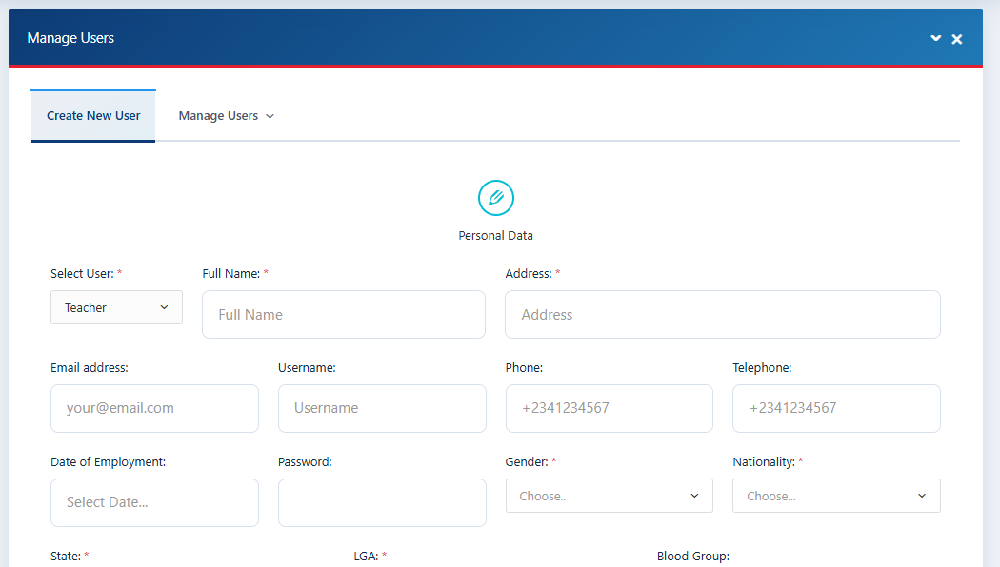 Manage Users
Create New User Manage Users
Personal Data
Select User: * Full Name: * Address: *
Teacher Full Name Address
Email address: Username: Phone: Telephone:
your@email.com Username +2341234567 +2341234567
Date of Employment: Password: Gender: * Nationality: *
Select Date... Choose.. Choose...
State: * LGA: * Blood Group: